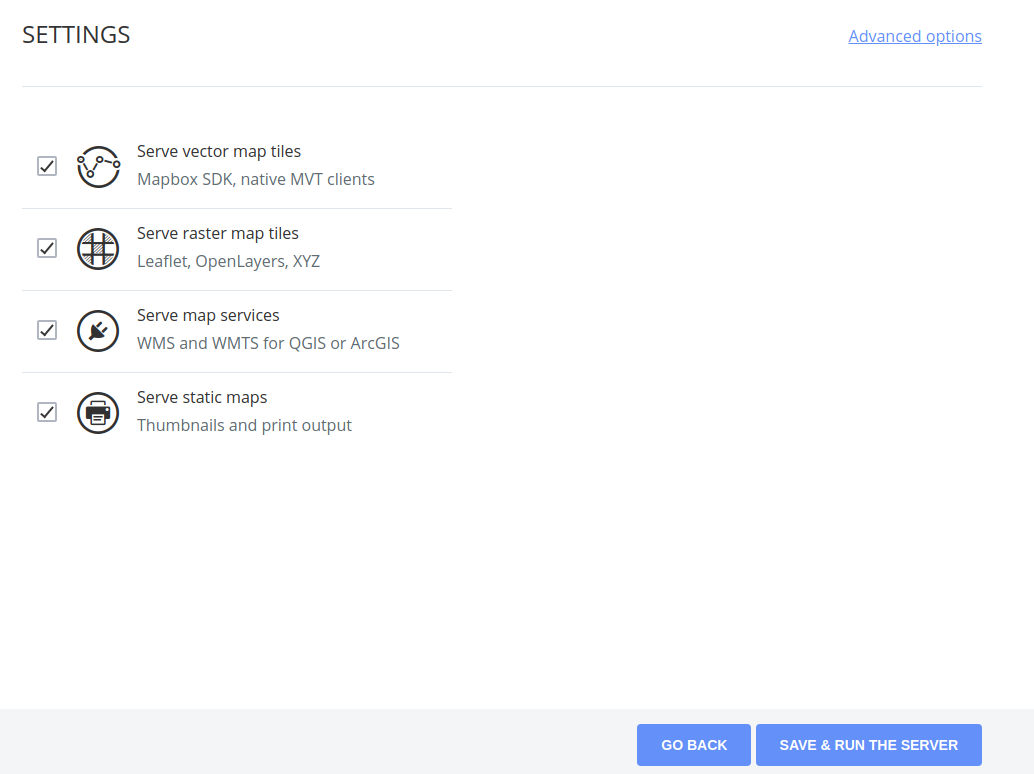 SETTINGS
Advanced options
Serve vector map tiles
Mapbox SDK, native MVT clients
Serve raster map tiles
Leaflet, OpenLayers, XYZ
Serve map services
WMS and WMTS for QGIS or ArcGIS
Serve static maps
Thumbnails and print output
GO BACK
SAVE & RUN THE SERVER